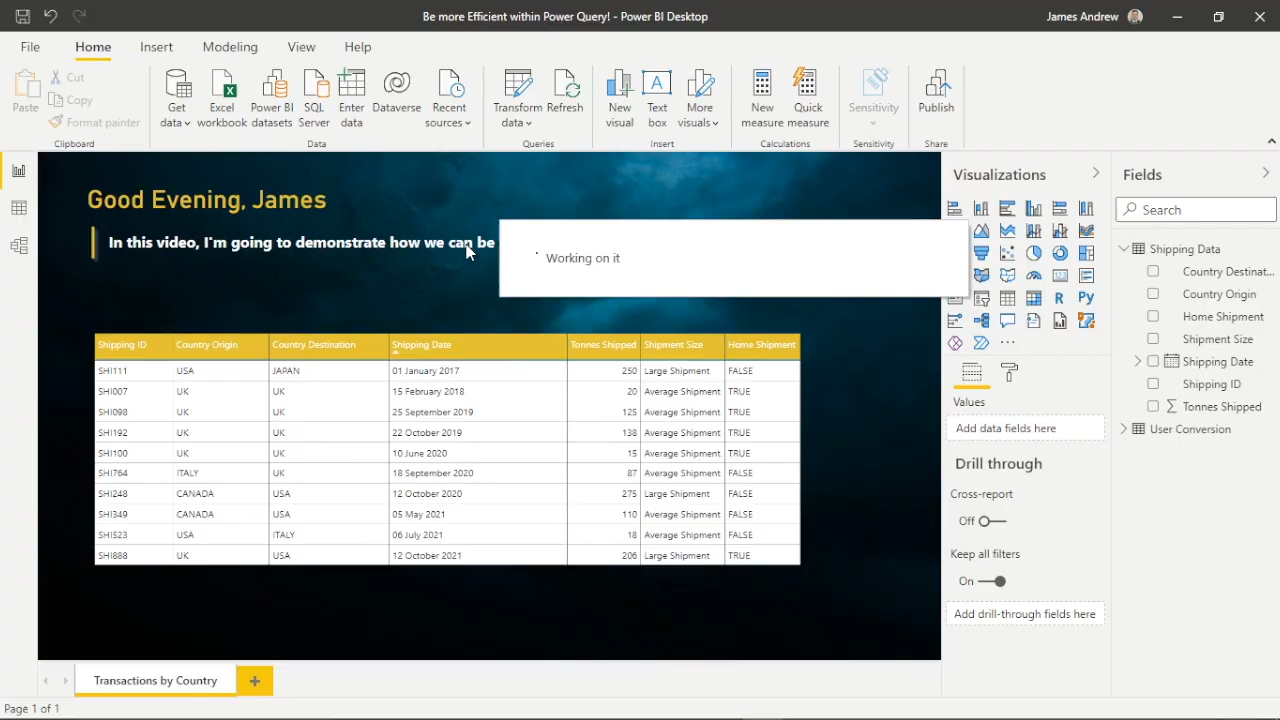 Be more Efficient within Power Query! - Power BI Desktop
James Andrew
File Home Insert Modeling View Help
Paste
Cut
Copy
Format painter
Clipboard
Get data
Excel workbook
Power BI datasets
SQL Server
Enter data
Dataverse
Recent sources
Data
Transform data
Refresh
Queries
New visual
A
Text box
More visuals
Insert
New measure
Quick measure
Calculations
Sensitivity
Sensitivity
Publish
Share
Good Evening, James
In this video, I'm going to demonstrate how we can be
Working on it
Shipping ID Country Origin Country Destination Shipping Date Tonnes Shipped Shipment Size Home Shipment
SHI111 USA JAPAN 01 January 2017 250 Large Shipment FALSE
SHI007 UK UK 15 February 2018 20 Average Shipment TRUE
SHI098 UK UK 25 September 2019 125 Average Shipment TRUE
SHI192 UK UK 22 October 2019 138 Average Shipment TRUE
SHI100 UK UK 10 June 2020 15 Average Shipment TRUE
SHI764 ITALY UK 18 September 2020 87 Average Shipment FALSE
SHI248 CANADA USA 12 October 2020 275 Large Shipment FALSE
SHI349 CANADA USA 05 May 2021 110 Average Shipment FALSE
SHI523 USA ITALY 06 July 2021 18 Average Shipment FALSE
SHI888 UK USA 12 October 2021 206 Large Shipment TRUE
Visualizations
R Py
Values
Add data fields here
Drill through
Cross-report
Off
Keep all filters
On
Add drill-through fields here
Fields
Search
Shipping Data
Country Destinat...
Country Origin
Home Shipment
Shipment Size
Shipping Date
Shipping ID
Σ Tonnes Shipped
User Conversion
Transactions by Country
Page 1 of 1